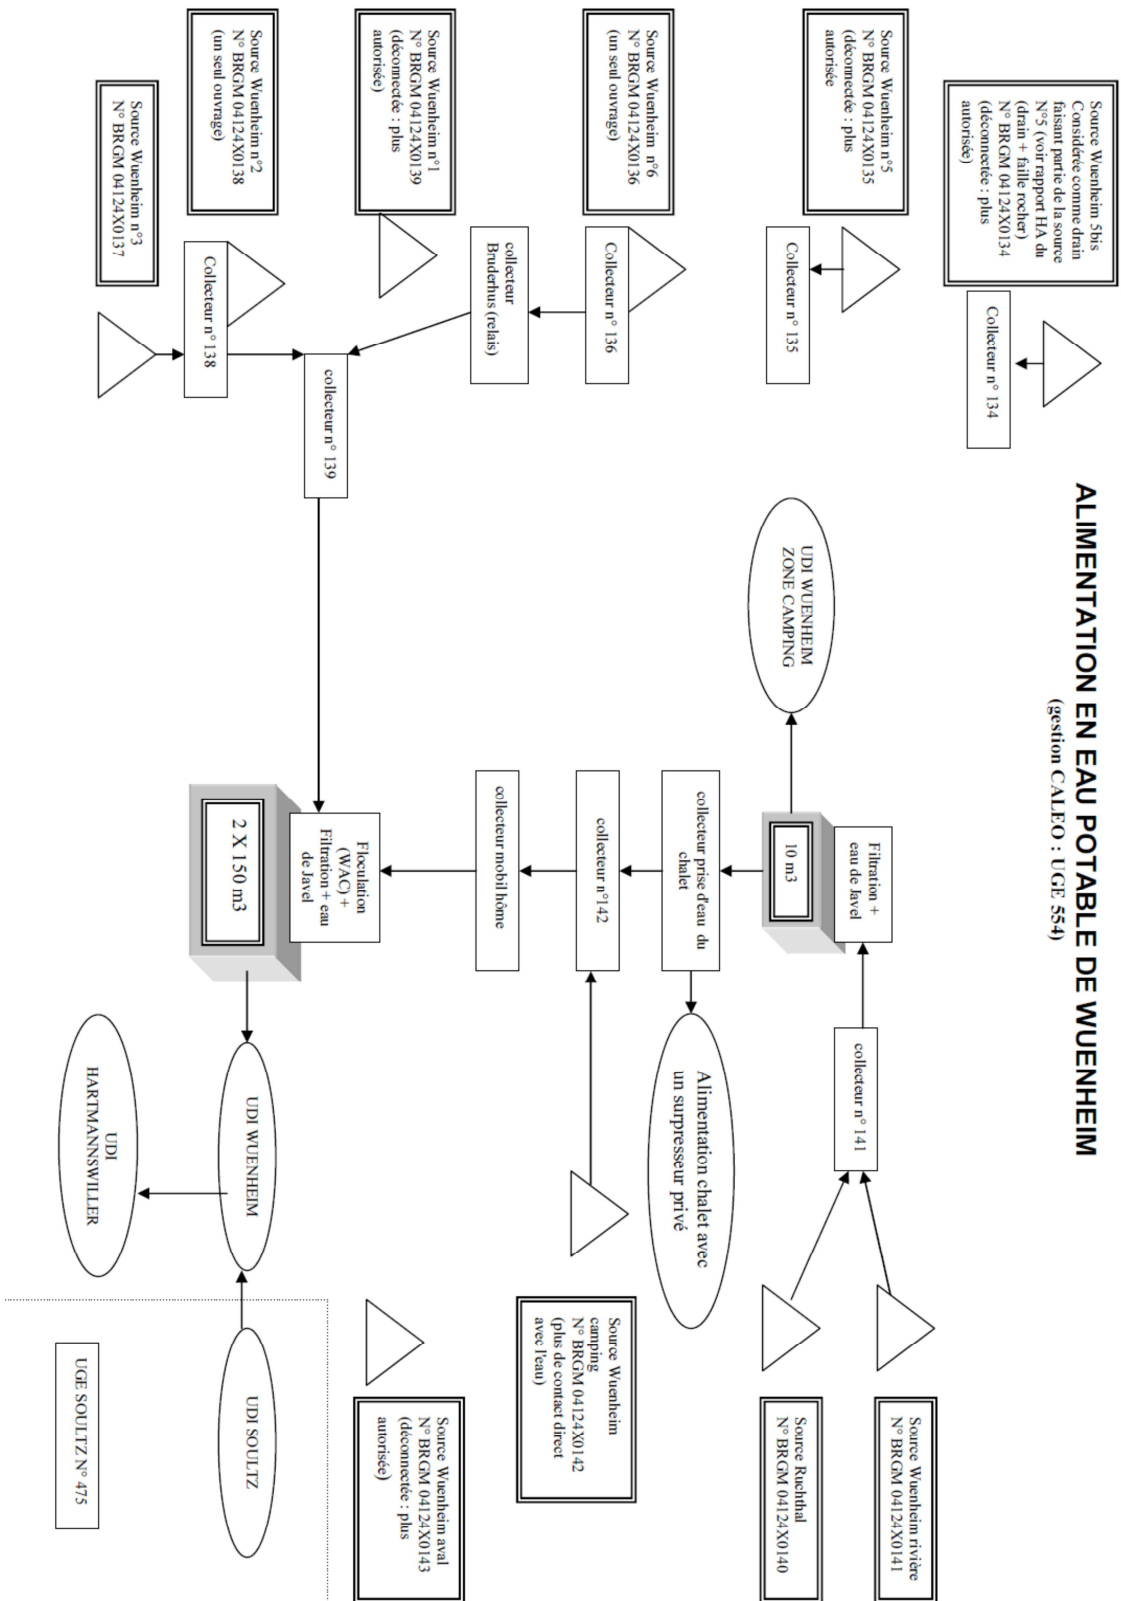 ALIMENTATION EN EAU POTABLE DE WUENHEIM
(gestion CALEO : UGE 554)
Source Wuenheim 5bis
Considérée comme drain
faisant partie de la source
N°5 (voir rapport HA du
(drain + faille rocher)
N° BRGM 04124X0134
(déconnectée : plus
autorisée)
Collecteur n° 134
Source Wuenheim n°5
N° BRGM 04124X0135
(déconnectée : plus
autorisée
Collecteur n° 135
Source Wuenheim n°6
N° BRGM 04124X0136
(un seul ouvrage)
Collecteur n° 136
collecteur
Bruderhus (relais)
Source Wuenheim n°1
N° BRGM 04124X0139
(déconnectée : plus
autorisée)
Source Wuenheim n°2
N° BRGM 04124X0138
(un seul ouvrage)
Collecteur n° 138
Source Wuenheim n°3
N° BRGM 04124X0137
collecteur n° 139
UDI WUENHEIM
ZONE CAMPING
Filtration +
eau de Javel
10 m3
collecteur prise d'eau du
chalet
collecteur n°142
collecteur mobil hôme
Floculation
(WAC) +
Filtration + eau
de Javel
2 X 150 m3
collecteur n° 141
Alimentation chalet avec
un surpresseur privé
UDI WUENHEIM
UDI
HARTMANNSWILLER
Source Wuenheim rivière
N° BRGM 04124X0141
Source Ruchthal
N° BRGM 04124X0140
Source Wuenheim
camping
N° BRGM 04124X0142
(plus de contact direct
avec l'eau)
Source Wuenheim aval
N° BRGM 04124X0143
(déconnectée : plus
autorisée)
UDI SOULTZ
UGE SOULTZ N° 475